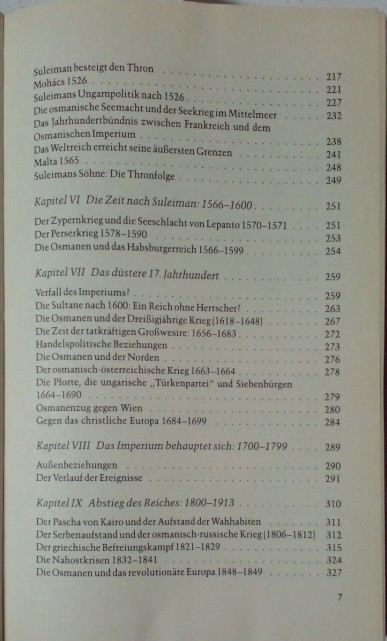 Suleiman besteigt den Thron . . . . . . . . . . . . . . . 217
Mohács 1526 . . . . . . . . . . . . . . . . . . . . . . . 221
Suleimans Ungarnpolitik nach 1526 . . . . . . . . . . . . 227
Die osmanische Seemacht und der Seekrieg im Mittelmeer . . 232
Das Jahrhundertbündnis zwischen Frankreich und dem
Osmanischen Imperium . . . . . . . . . . . . . . . . . . 238
Das Weltreich erreicht seine äußersten Grenzen . . . . . . 241
Malta 1565 . . . . . . . . . . . . . . . . . . . . . . . 248
Suleimans Söhne: Die Thronfolge . . . . . . . . . . . . . 249
Kapitel VI Die Zeit nach Suleiman: 1566–1600 . . . . . . . 251
Der Zypernkrieg und die Seeschlacht von Lepanto 1570–1571 . 251
Der Perserkrieg 1578–1590 . . . . . . . . . . . . . . . . 253
Die Osmanen und das Habsburgerreich 1566–1599 . . . . . . 254
Kapitel VII Das düstere 17. Jahrhundert . . . . . . . . . 259
Verfall des Imperiums? . . . . . . . . . . . . . . . . . 259
Die Sultane nach 1600: Ein Reich ohne Herrscher? . . . . . 263
Die Osmanen und der Dreißigjährige Krieg (1618–1648) . . . 267
Die Zeit der tatkräftigen Großwesire: 1656–1683 . . . . . 272
Handelspolitische Beziehungen . . . . . . . . . . . . . . 273
Die Osmanen und der Norden . . . . . . . . . . . . . . . 276
Der osmanisch-österreichische Krieg 1663–1664 . . . . . . 278
Die Pforte, die ungarische „Türkenpartei" und Siebenbürgen
1664–1690 . . . . . . . . . . . . . . . . . . . . . . . . 279
Osmanenzug gegen Wien . . . . . . . . . . . . . . . . . . 280
Gegen das christliche Europa 1684–1699 . . . . . . . . . . 284
Kapitel VIII Das Imperium behauptet sich: 1700–1799 . . . 289
Außenbeziehungen . . . . . . . . . . . . . . . . . . . . 290
Der Verlauf der Ereignisse . . . . . . . . . . . . . . . 291
Kapitel IX Abstieg des Reiches: 1800–1913 . . . . . . . . 310
Der Pascha von Kairo und der Aufstand der Wahhabiten . . . 311
Der Serbenaufstand und der osmanisch-russische Krieg (1806–1812) 312
Der griechische Befreiungskampf 1821–1829 . . . . . . . . 315
Die Nahostkrisen 1832–1841 . . . . . . . . . . . . . . . 324
Die Osmanen und das revolutionäre Europa 1848–1849 . . . . 327
7